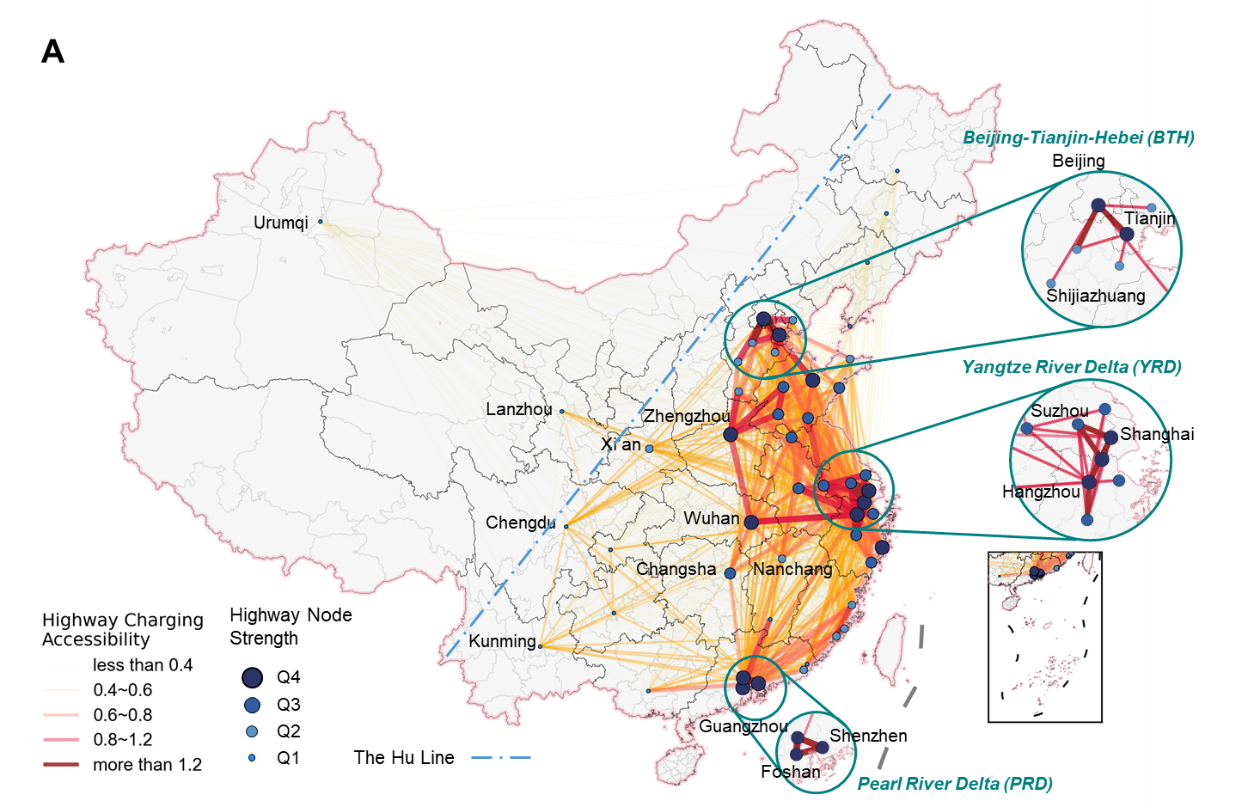 A
Beijing-Tianjin-Hebei (BTH)
Beijing
Tianjin
Shijiazhuang
Urumqi
Yangtze River Delta (YRD)
Suzhou
Shanghai
Hangzhou
Lanzhou
Zhengzhou
Xi'an
Chengdu
Wuhan
Changsha
Nanchang
Kunming
Highway Charging
Accessibility
less than 0.4
0.4~0.6
0.6~0.8
0.8~1.2
more than 1.2
Highway Node
Strength
Q4
Q3
Q2
Q1
The Hu Line
Guangzhou
Shenzhen
Foshan
Pearl River Delta (PRD)